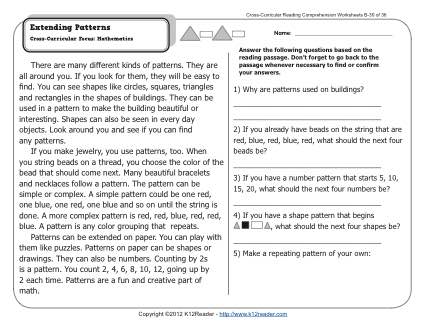 Cross-Curricular Reading Comprehension Worksheets B-30 of 36
Extending Patterns
Cross-Curricular Focus: Mathematics
Name:
There are many different kinds of patterns. They are
all around you. If you look for them, they will be easy to
find. You can see shapes like circles, squares, triangles
and rectangles in the shapes of buildings. They can be
used in a pattern to make the building beautiful or
interesting. Shapes can also be seen in every day
objects. Look around you and see if you can find
any patterns.
If you make jewelry, you use patterns, too. When
you string beads on a thread, you choose the color of the
bead that should come next. Many beautiful bracelets
and necklaces follow a pattern. The pattern can be
simple or complex. A simple pattern could be one red,
one blue, one red, one blue and so on until the string is
done. A more complex pattern is red, red, blue, red, red,
blue. A pattern is any color grouping that repeats.
Patterns can be extended on paper. You can play with
them like puzzles. Patterns on paper can be shapes or
drawings. They can also be numbers. Counting by 2s
is a pattern. You count 2, 4, 6, 8, 10, 12, going up by
2 each time. Patterns are a fun and creative part of
math.
Answer the following questions based on the
reading passage. Don't forget to go back to the
passage whenever necessary to find or confirm
your answers.
1) Why are patterns used on buildings?
2) If you already have beads on the string that are
red, blue, red, blue, red, what should the next four
beads be?
3) If you have a number pattern that starts 5, 10,
15, 20, what should the next four numbers be?
4) If you have a shape pattern that begins
, what should the next four shapes be?
5) Make a repeating pattern of your own:
Copyright ©2012 K12Reader - http://www.k12reader.com